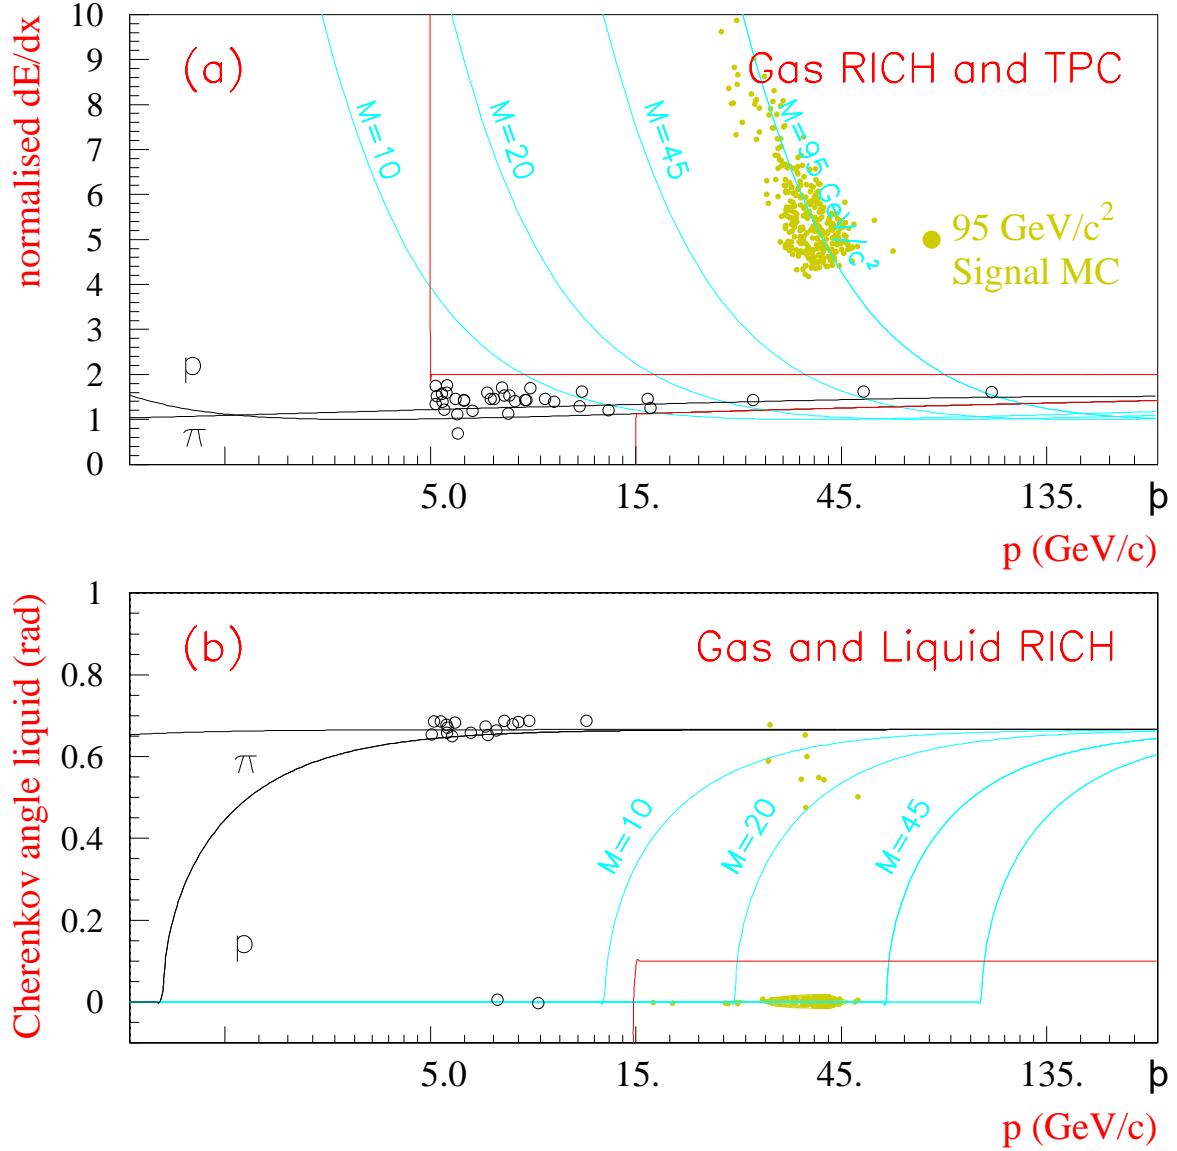 normalised dE/dx
10
9
8
7
6
5
4
3
2
1
0
(a)
Gas RICH and TPC
M=10
M=20
M=45
M=95 GeV/c²
95 GeV/c²
Signal MC
p
π
5.0
15.
45.
135.
p
p (GeV/c)
Cherenkov angle liquid (rad)
1
0.8
0.6
0.4
0.2
0
(b)
Gas and Liquid RICH
π
M=10
M=20
M=45
p
5.0
15.
45.
135.
p
p (GeV/c)